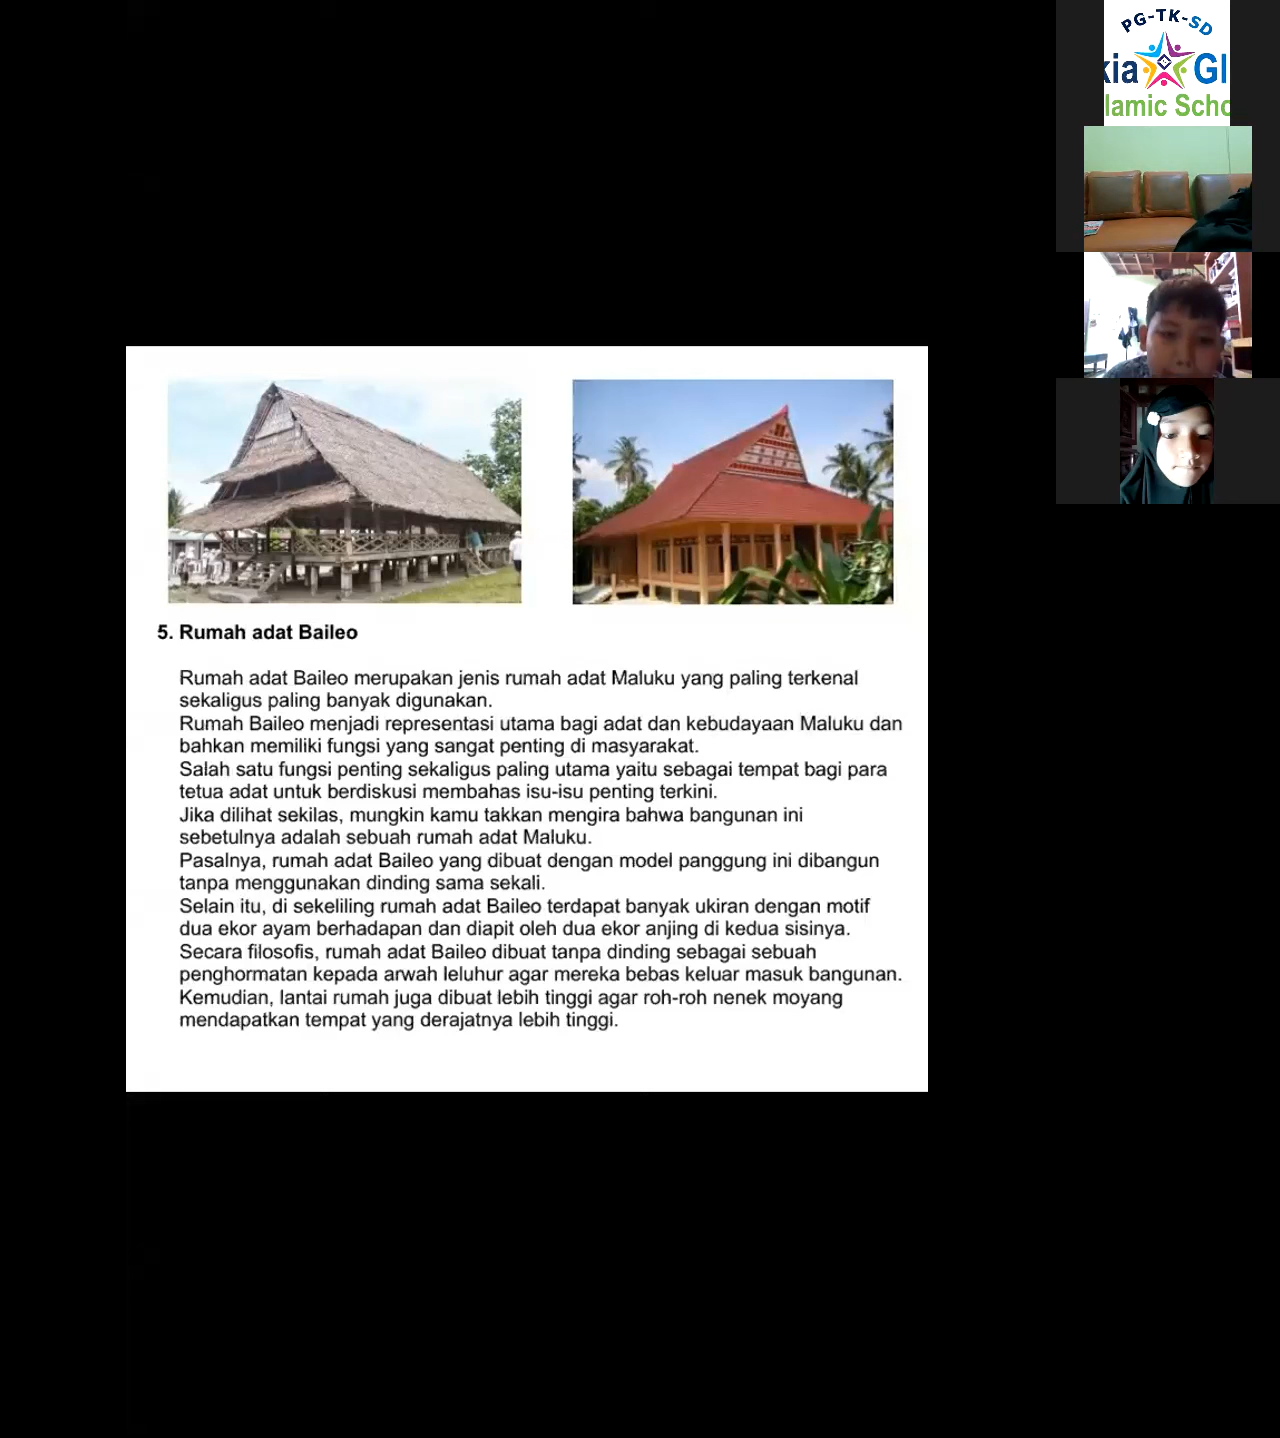 PG-TK-SD
5. Rumah adat Baileo
Rumah adat Baileo merupakan jenis rumah adat Maluku yang paling terkenal
sekaligus paling banyak digunakan.
Rumah Baileo menjadi representasi utama bagi adat dan kebudayaan Maluku dan
bahkan memiliki fungsi yang sangat penting di masyarakat.
Salah satu fungsi penting sekaligus paling utama yaitu sebagai tempat bagi para
tetua adat untuk berdiskusi membahas isu-isu penting terkini.
Jika dilihat sekilas, mungkin kamu takkan mengira bahwa bangunan ini
sebetulnya adalah sebuah rumah adat Maluku.
Pasalnya, rumah adat Baileo yang dibuat dengan model panggung ini dibangun
tanpa menggunakan dinding sama sekali.
Selain itu, di sekeliling rumah adat Baileo terdapat banyak ukiran dengan motif
dua ekor ayam berhadapan dan diapit oleh dua ekor anjing di kedua sisinya.
Secara filosofis, rumah adat Baileo dibuat tanpa dinding sebagai sebuah
penghormatan kepada arwah leluhur agar mereka bebas keluar masuk bangunan.
Kemudian, lantai rumah juga dibuat lebih tinggi agar roh-roh nenek moyang
mendapatkan tempat yang derajatnya lebih tinggi.